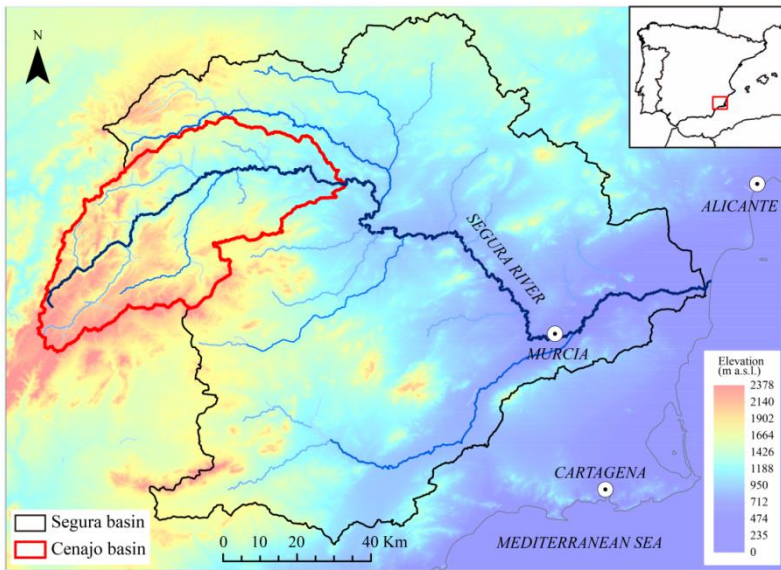 N
ALICANTE
SEGURA RIVER
MURCIA
Elevation
(m a.s.l.)
2378
2140
1902
1664
1426
1188
950
712
474
235
0
CARTAGENA
Segura basin
Cenajo basin
0 10 20 40 Km
MEDITERRANEAN SEA